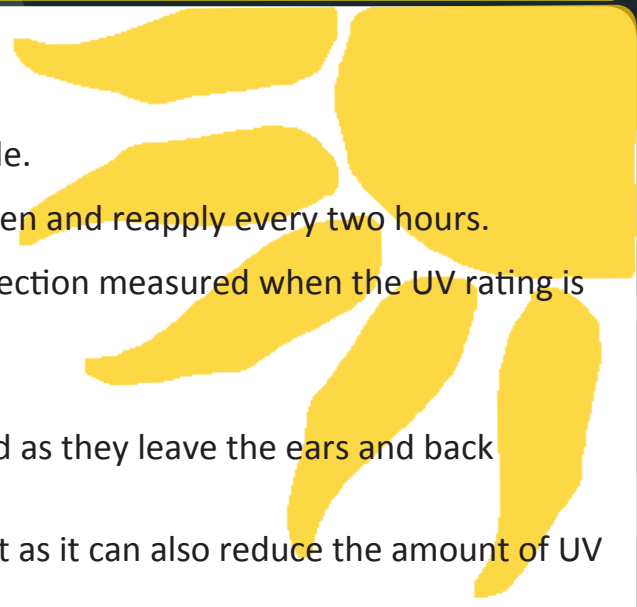 le.
en and reapply every two hours.
ection measured when the UV rating is
d as they leave the ears and back
t as it can also reduce the amount of UV